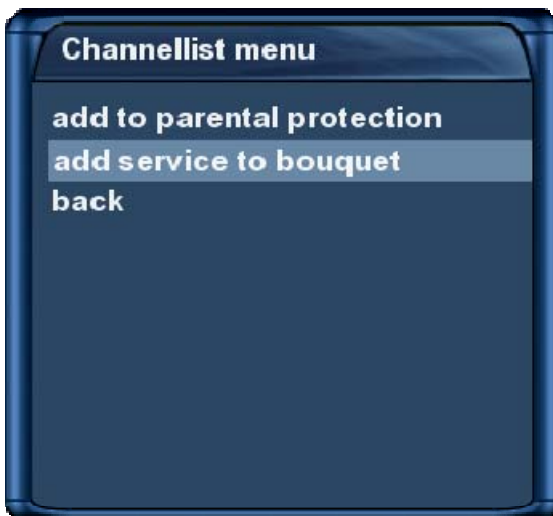 Channellist menu
add to parental protection
add service to bouquet
back